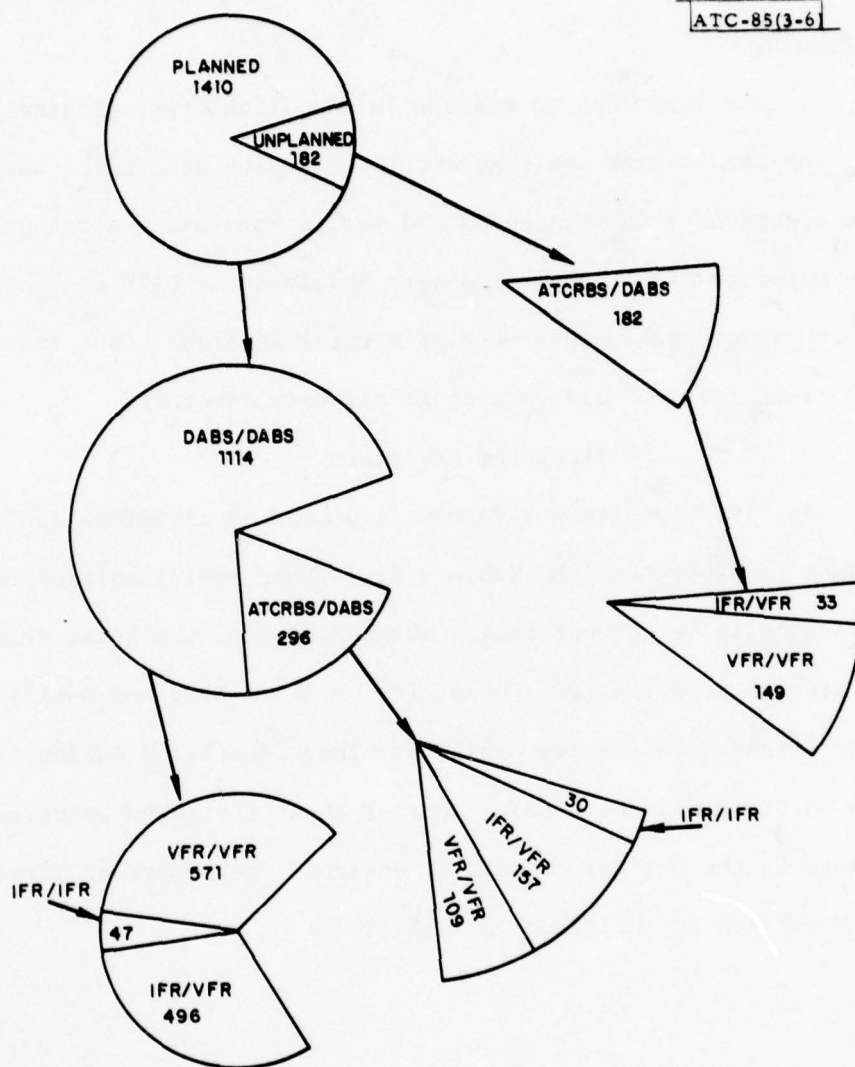 ATC-85(3-6)
PLANNED
1410
UNPLANNED
182
ATCRBS/DABS
182
DABS/DABS
1114
ATCRBS/DABS
296
IFR/VFR 33
VFR/VFR
149
30
IFR/IFR
IFR/VFR
157
VFR/VFR
109
VFR/VFR
571
IFR/IFR
47
IFR/VFR
496